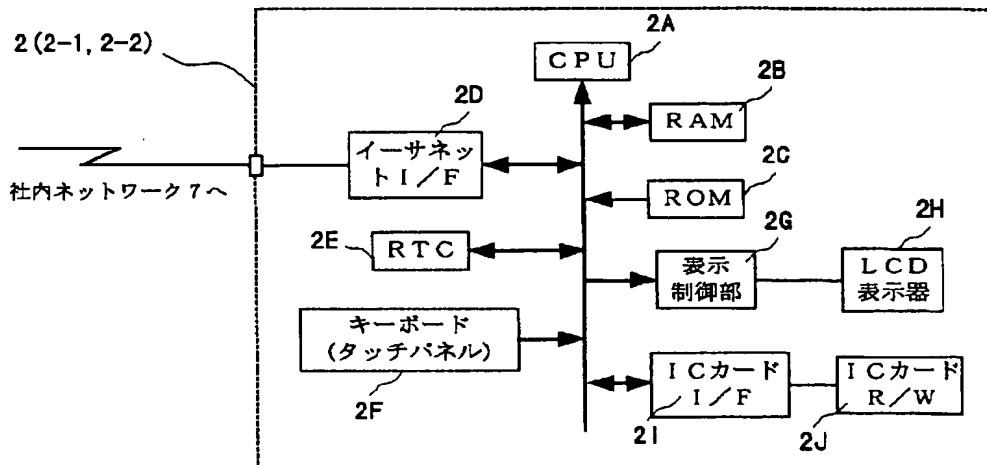 2(2-1, 2-2)
2A
CPU
2B
RAM
2D
イーサネッ
トI/F
社内ネットワーク7へ
2C
ROM
2E
RTC
2G
表示
制御部
2H
LCD
表示器
キーボード
(タッチパネル)
2F
ICカード
I/F
2I
ICカード
R/W
2J